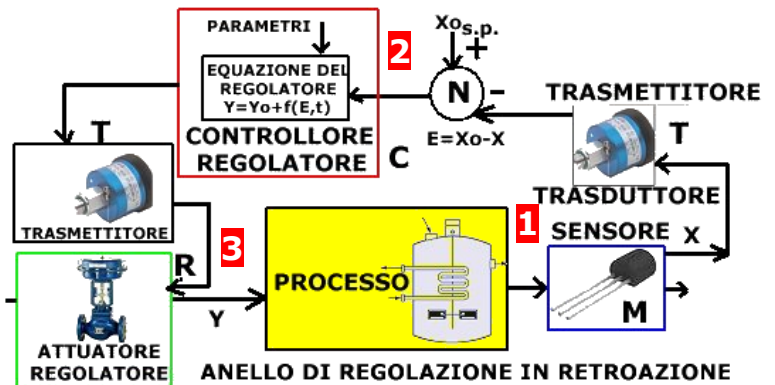 PARAMETRI
2
Xo s.p.
+
EQUAZIONE DEL
REGOLATORE
Y=Yo+f(E,t)
N
-
TRASMETTITORE
T
CONTROLLORE
REGOLATORE
C
E=Xo-X
T
TRASDUTTORE
TRASMETTITORE
1
SENSORE
X
3
R
PROCESSO
M
Y
ATTUATORE
REGOLATORE
ANELLO DI REGOLAZIONE IN RETROAZIONE